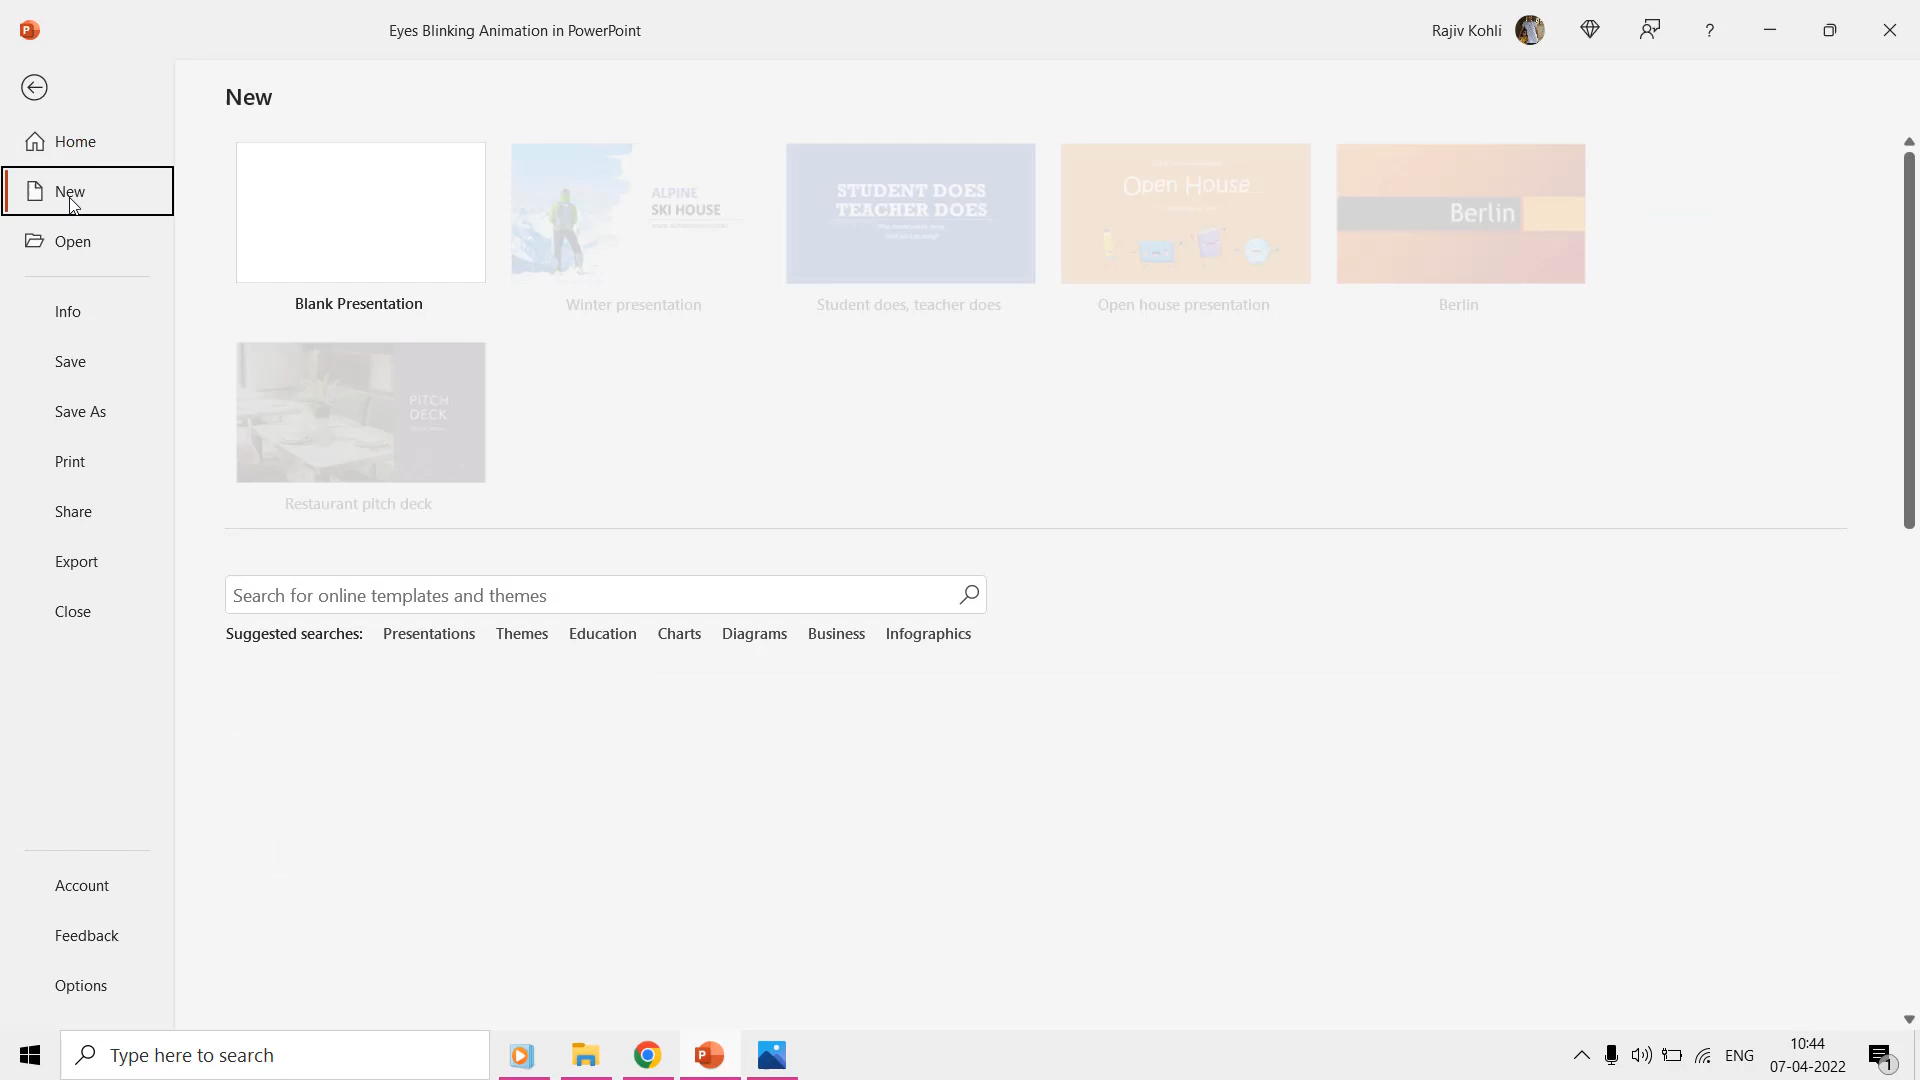 Eyes Blinking Animation in PowerPoint
Rajiv Kohli
?
New
Home
New
Open
Info
Save
Save As
Print
Share
Export
Close
Account
Feedback
Options
ALPINE
SKI HOUSE
STUDENT DOES
TEACHER DOES
Open House
Berlin
Blank Presentation
Winter presentation
Student does, teacher does
Open house presentation
Berlin
PITCH
DECK
Restaurant pitch deck
Search for online templates and themes
Suggested searches: Presentations Themes Education Charts Diagrams Business Infographics
Type here to search
ENG
10:44
07-04-2022
1